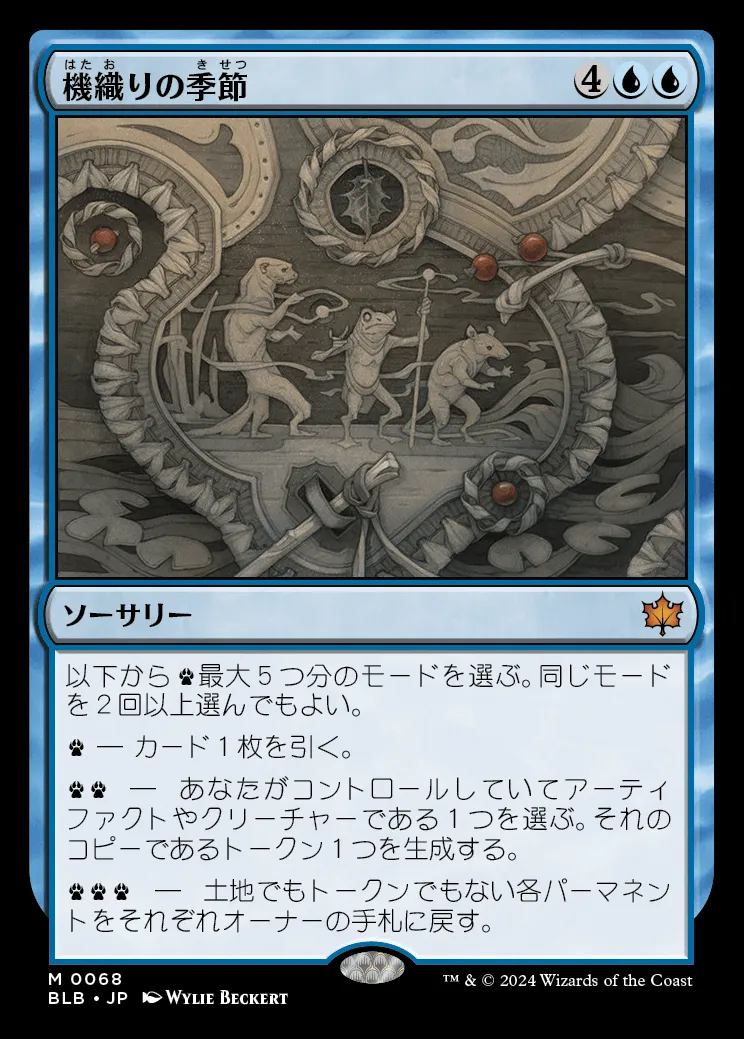 はたお きせつ
機織りの季節 4
ソーサリー
以下から 最大５つ分のモードを選ぶ。同じモード
を２回以上選んでもよい。
― カード１枚を引く。
― あなたがコントロールしていてアーティ
ファクトやクリーチャーである１つを選ぶ。それの
コピーであるトークン１つを生成する。
― 土地でもトークンでもない各パーマネン
トをそれぞれオーナーの手札に戻す。
M 0068
BLB • JP WYLIE BECKERT
™ & © 2024 Wizards of the Coast